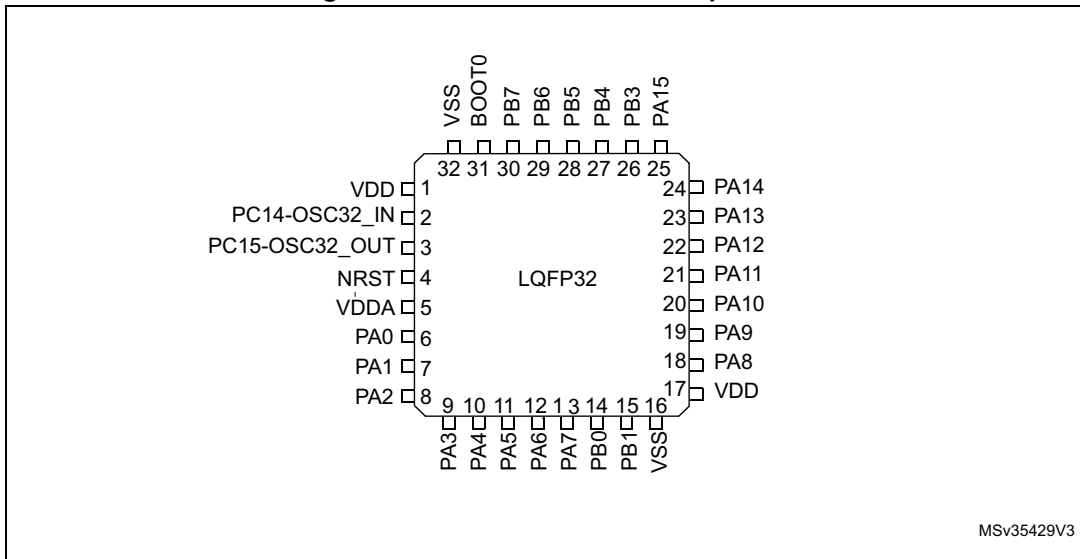 VSS
BOOT0
PB7
PB6
PB5
PB4
PB3
PA15
32 31 30 29 28 27 26 25
VDD 1
PC14-OSC32_IN 2
PC15-OSC32_OUT 3
NRST 4
VDDA 5
PA0 6
PA1 7
PA2 8
LQFP32
24 PA14
23 PA13
22 PA12
21 PA11
20 PA10
19 PA9
18 PA8
17 VDD
9 10 11 12 13 14 15 16
PA3
PA4
PA5
PA6
PA7
PB0
PB1
VSS
MSv35429V3